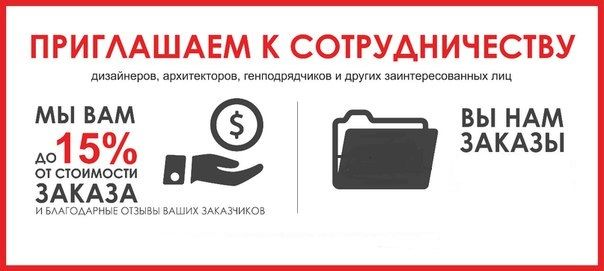 ПРИГЛАШАЕМ К СОТРУДНИЧЕСТВУ
дизайнеров, архитекторов, генподрядчиков и других заинтересованных лиц
МЫ ВАМ
ДО 15%
ОТ СТОИМОСТИ
ЗАКАЗА
И БЛАГОДАРНЫЕ ОТЗЫВЫ ВАШИХ ЗАКАЗЧИКОВ
$
ВЫ НАМ
ЗАКАЗЫ